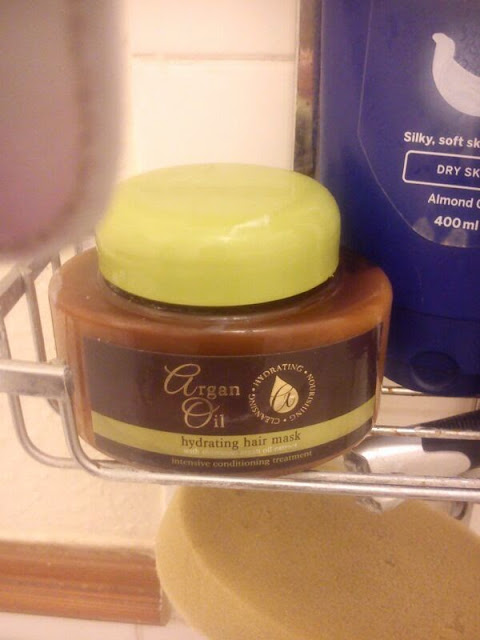 Silky, soft sk
DRY SK
Almond
400ml
Argan
Oil
HYDRATING • NOURISHING • CLEANSING •
hydrating hair mask
intensive conditioning treatment